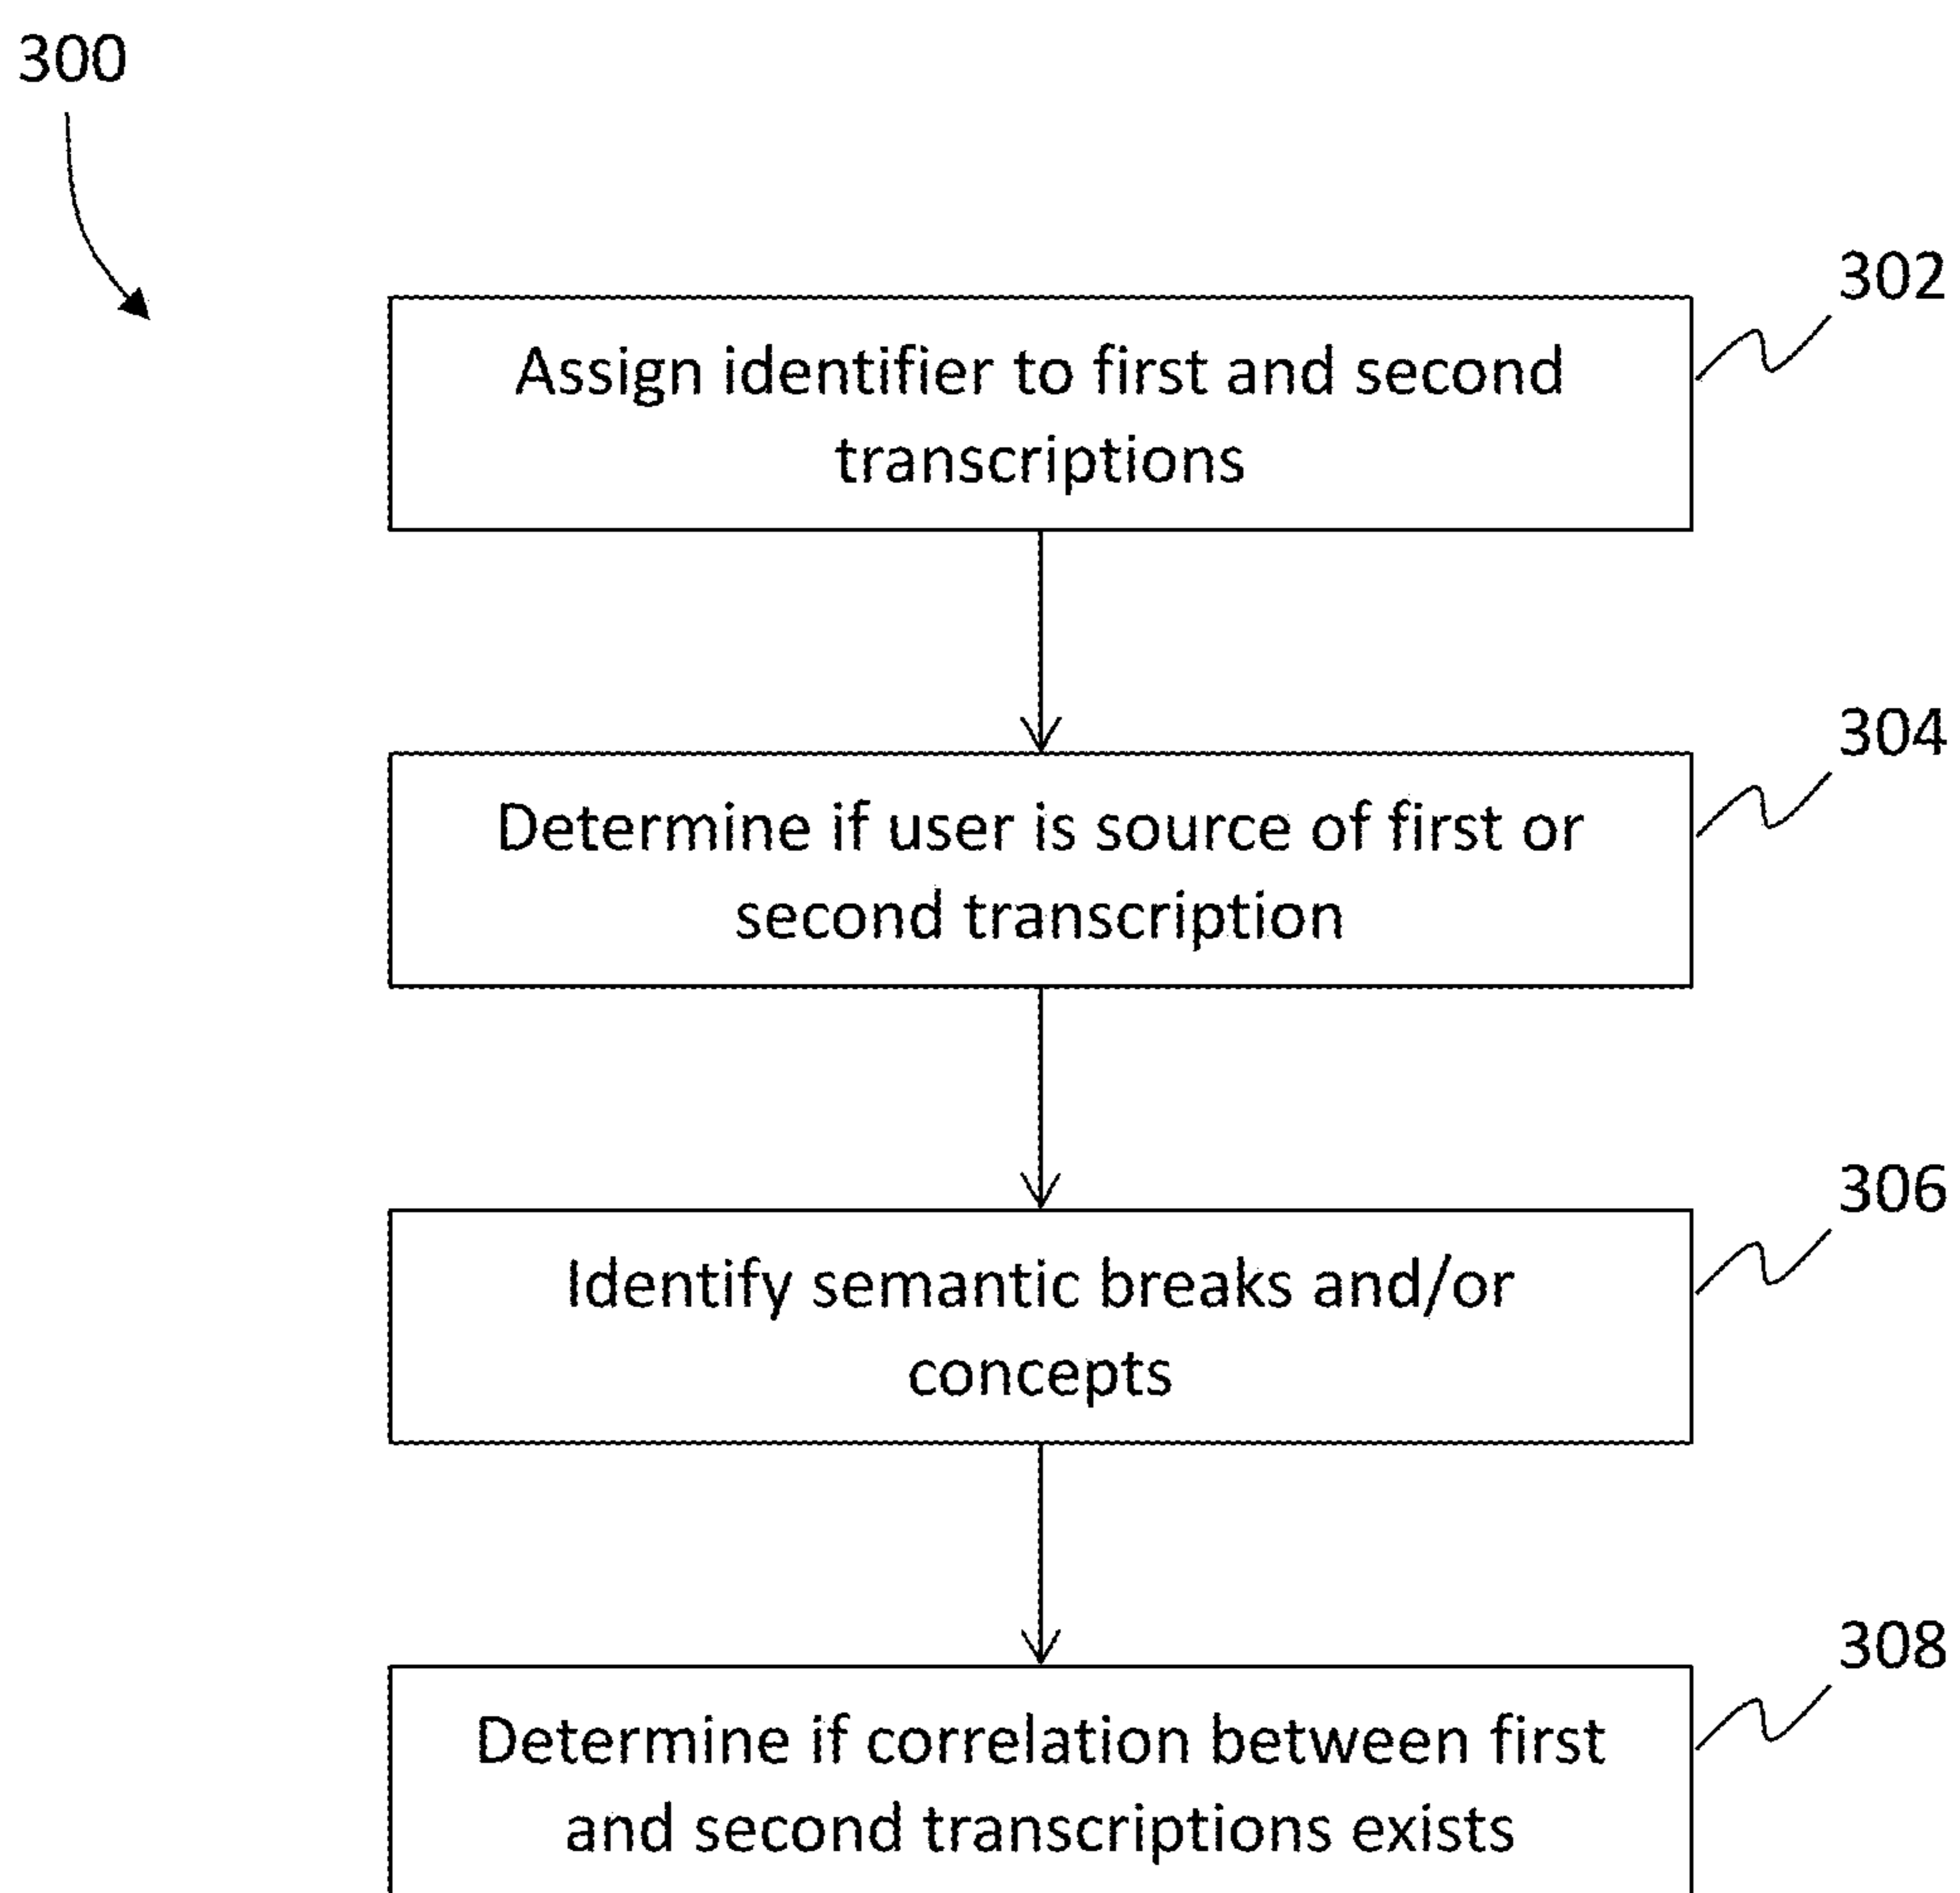 300
302
Assign identifier to first and second
transcriptions
304
Determine if user is source of first or
second transcription
306
Identify semantic breaks and/or
concepts
308
Determine if correlation between first
and second transcriptions exists